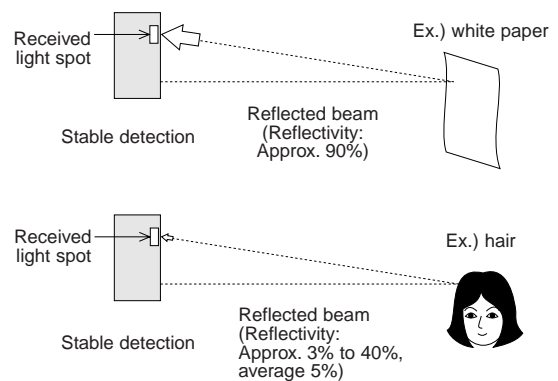 Ex.) white paper
Received
light spot
Reflected beam
(Reflectivity:
Approx. 90%)
Stable detection
Received
light spot
Ex.) hair
Reflected beam
(Reflectivity:
Approx. 3% to 40%,
average 5%)
Stable detection